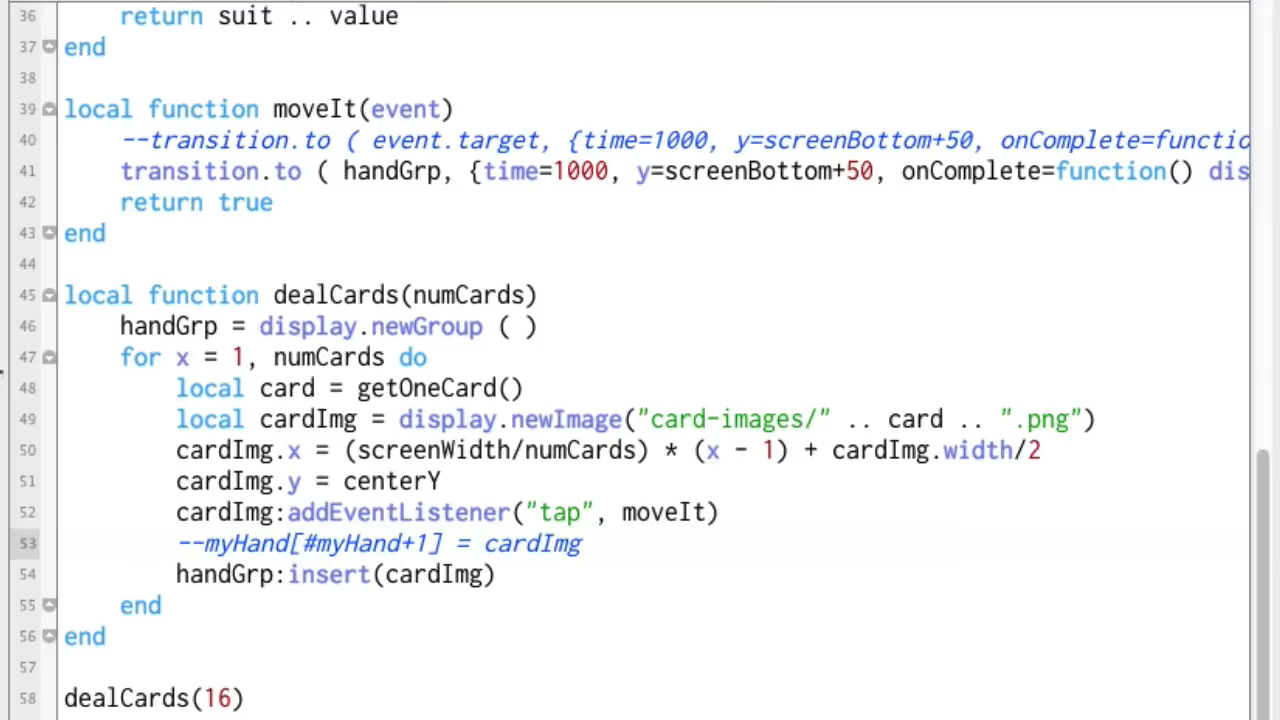 36 return suit .. value
37 end
38
39 local function moveIt(event)
40 --transition.to ( event.target, {time=1000, y=screenBottom+50, onComplete=functio
41 transition.to ( handGrp, {time=1000, y=screenBottom+50, onComplete=function() dis
42 return true
43 end
44
45 local function dealCards(numCards)
46 handGrp = display.newGroup ( )
47 for x = 1, numCards do
48 local card = getOneCard()
49 local cardImg = display.newImage("card-images/" .. card .. ".png")
50 cardImg.x = (screenWidth/numCards) * (x - 1) + cardImg.width/2
51 cardImg.y = centerY
52 cardImg:addEventListener("tap", moveIt)
53 --myHand[#myHand+1] = cardImg
54 handGrp:insert(cardImg)
55 end
56 end
57
58 dealCards(16)